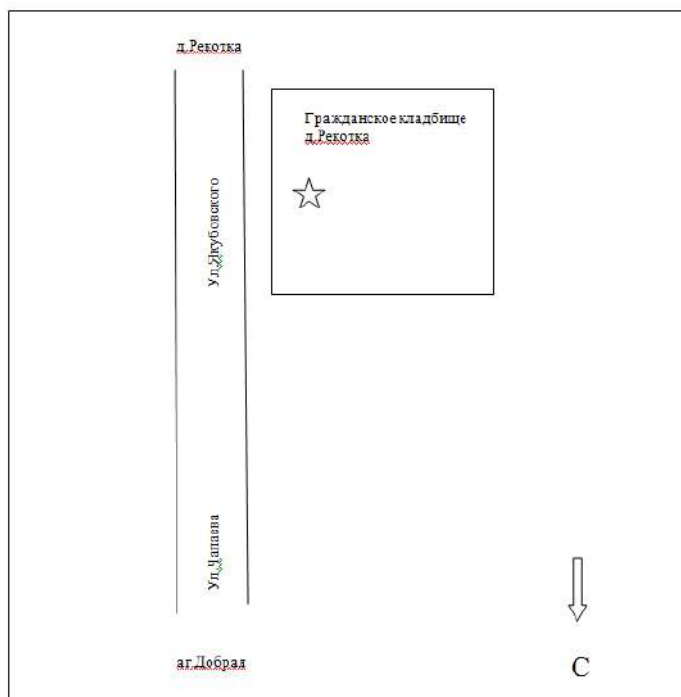 д.Рекотка
Гражданское кладбище
д.Рекотка
Ул.Якубовского
Ул.Чапаева
аг.Добрая
С